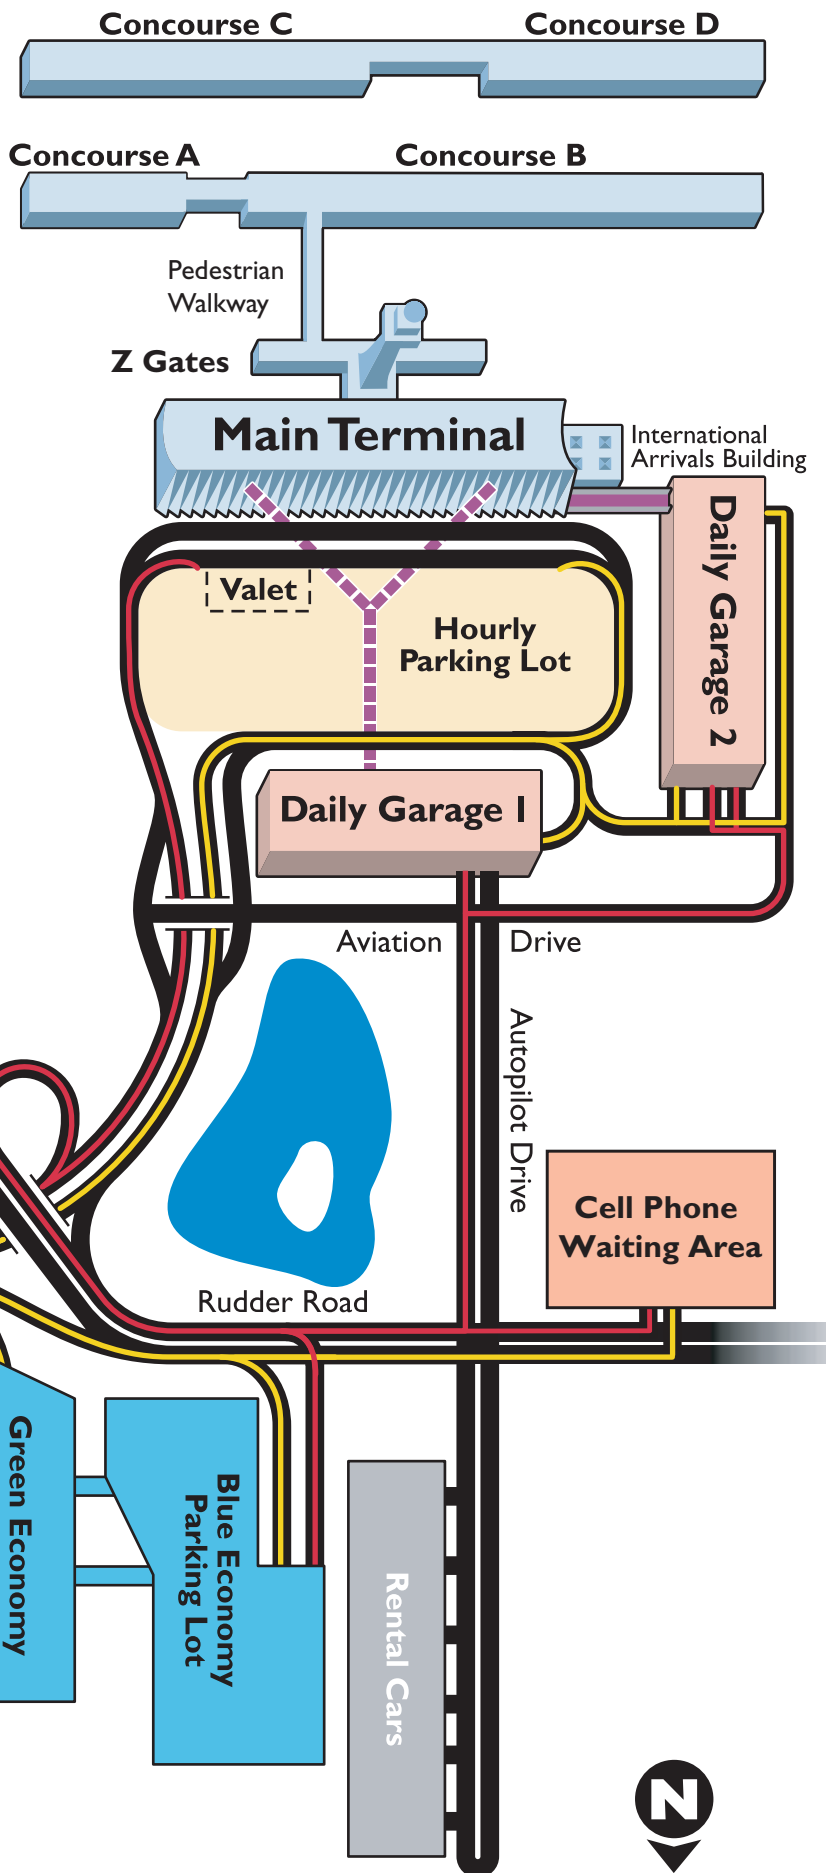 Concourse C
Concourse D
Concourse A
Concourse B
Pedestrian
Walkway
Z Gates
Main Terminal
International
Arrivals Building
Daily Garage 2
Valet
Hourly
Parking Lot
Daily Garage 1
Aviation
Drive
Autopilot Drive
Cell Phone
Waiting Area
Rudder Road
Green Economy
Blue Economy
Parking Lot
Rental Cars
N